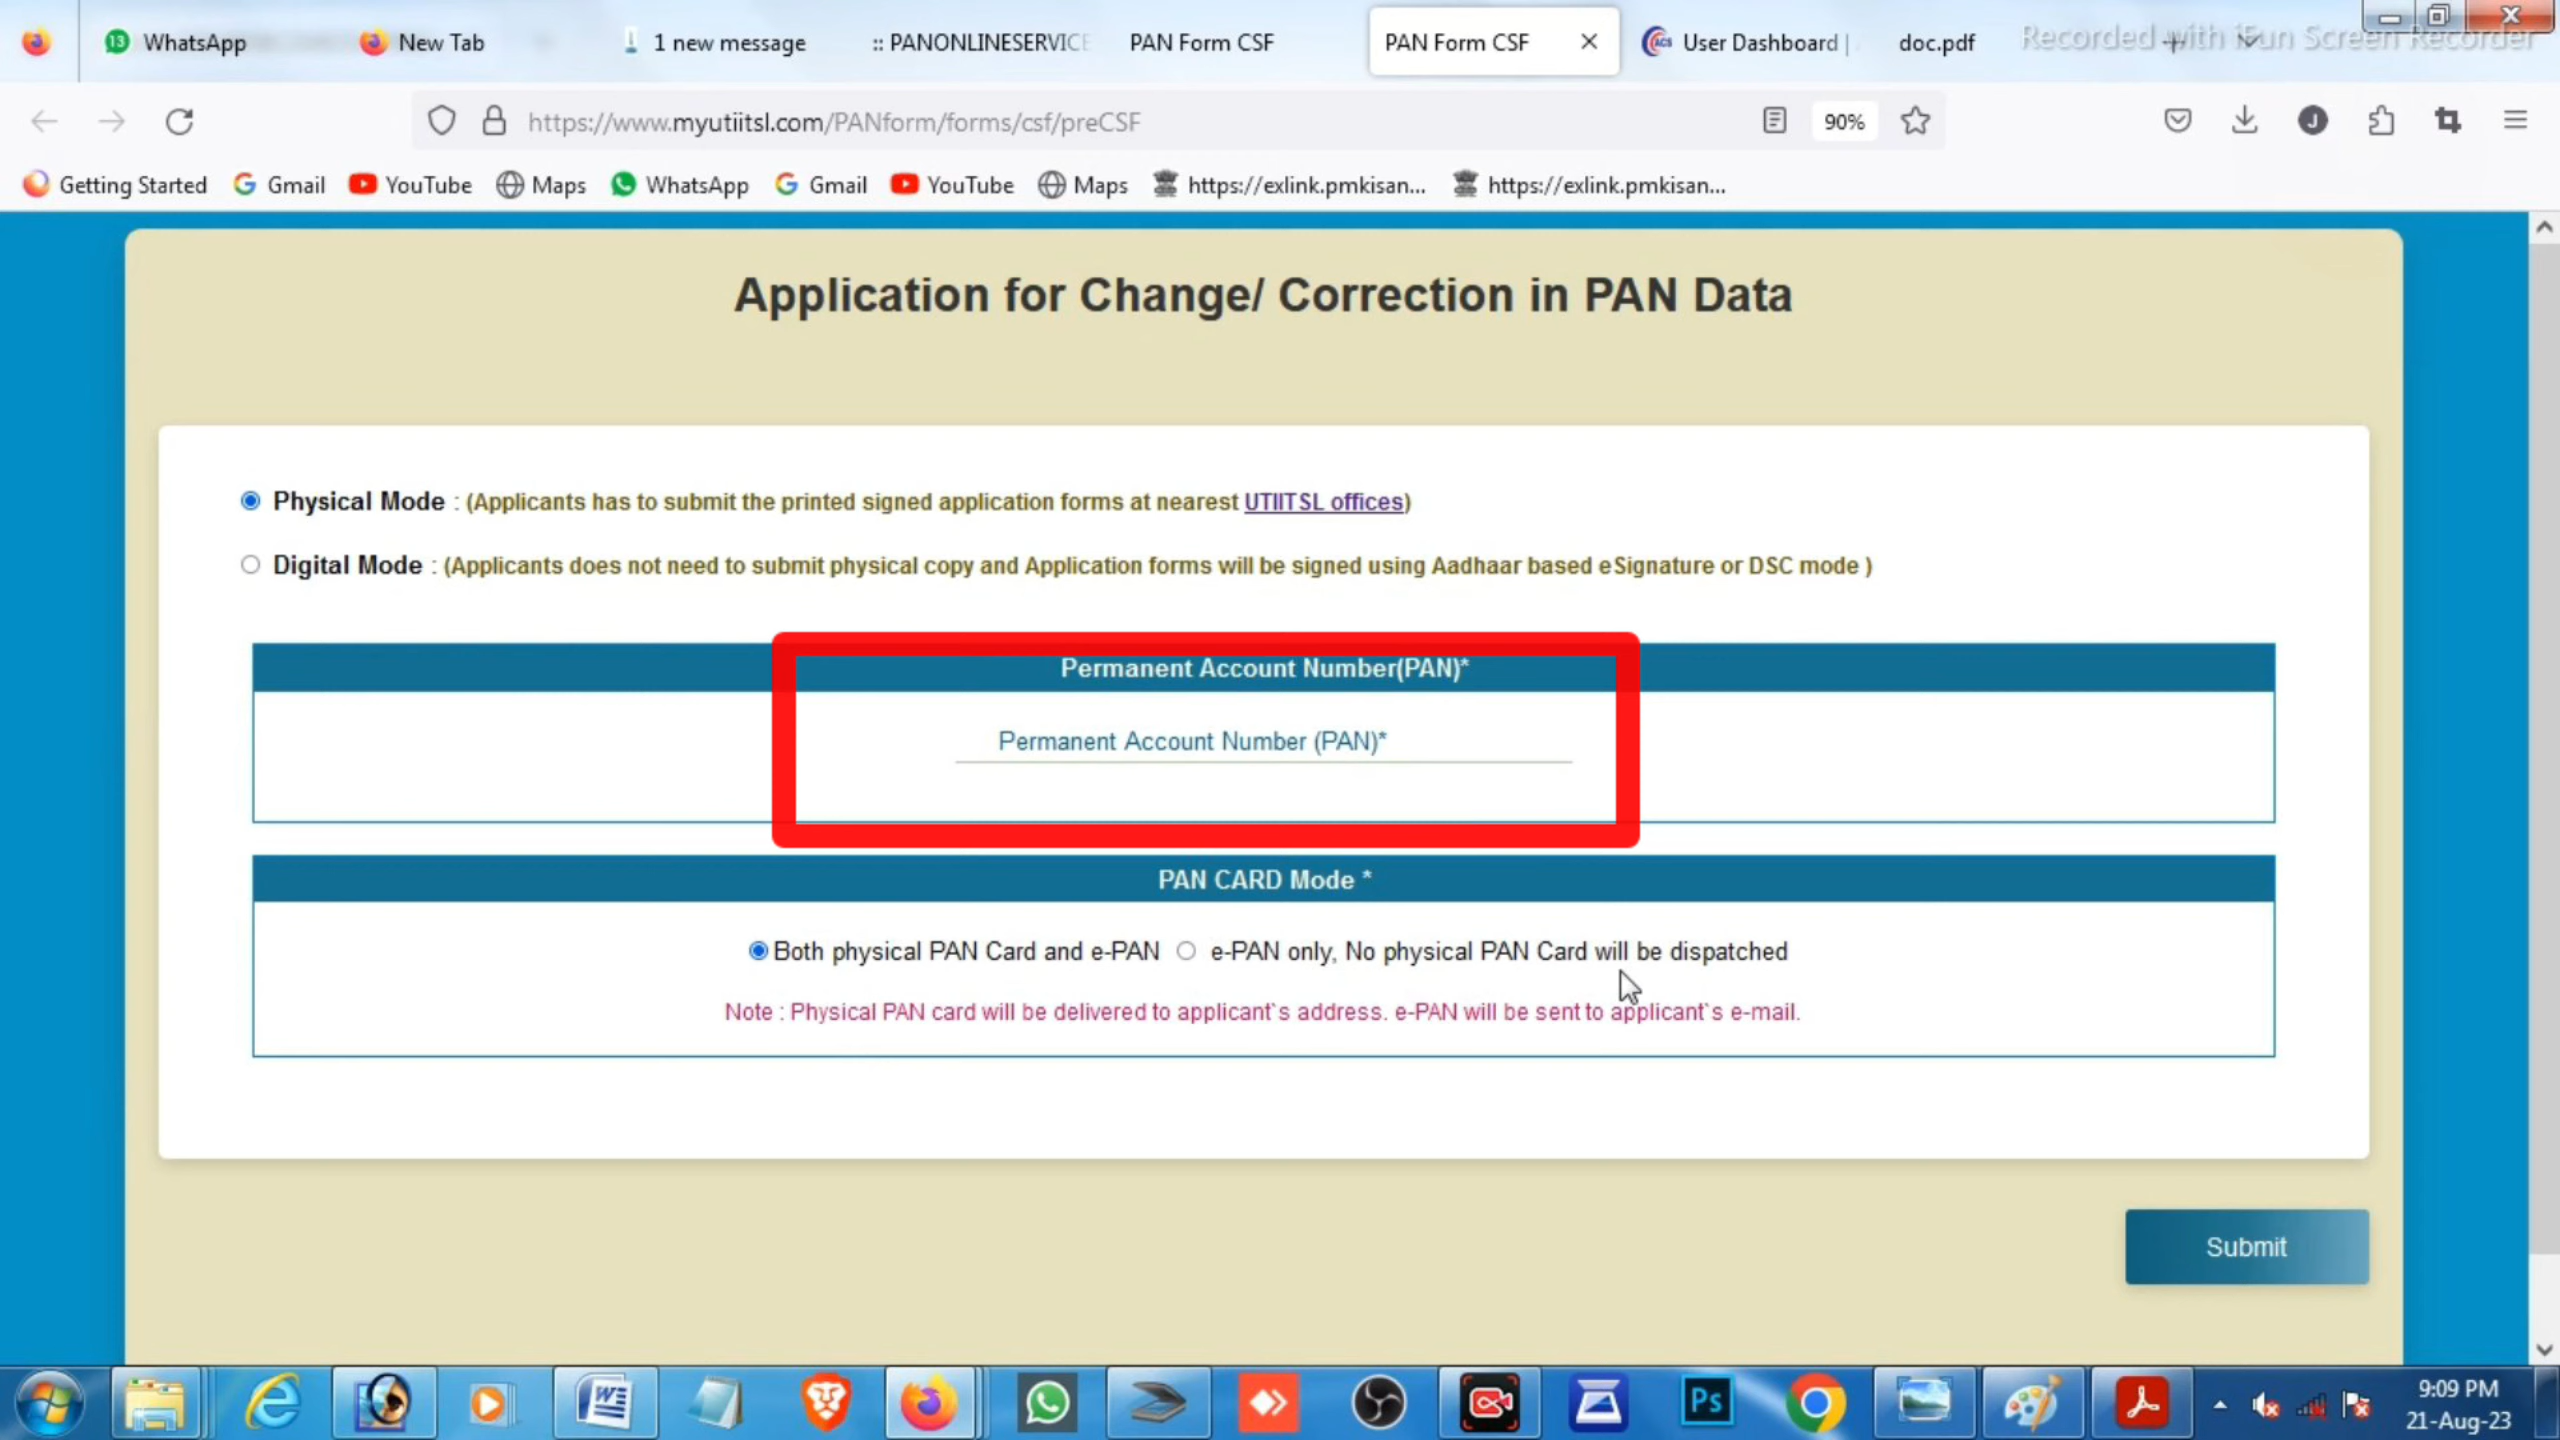 WhatsApp
New Tab
1 new message
:: PANONLINESERVICE
PAN Form CSF
PAN Form CSF
User Dashboard |
doc.pdf
Recorded with iFun Screen Recorder
https://www.myutiitsl.com/PANform/forms/csf/preCSF
90%
J
Getting Started
Gmail
YouTube
Maps
WhatsApp
Gmail
YouTube
Maps
https://exlink.pmkisan...
https://exlink.pmkisan...
Application for Change/ Correction in PAN Data
Physical Mode : (Applicants has to submit the printed signed application forms at nearest UTIITSL offices)
Digital Mode : (Applicants does not need to submit physical copy and Application forms will be signed using Aadhaar based eSignature or DSC mode )
Permanent Account Number(PAN)*
Permanent Account Number (PAN)*
PAN CARD Mode *
Both physical PAN Card and e-PAN
e-PAN only, No physical PAN Card will be dispatched
Note : Physical PAN card will be delivered to applicant`s address. e-PAN will be sent to applicant`s e-mail.
Submit
Ps
9:09 PM
21-Aug-23